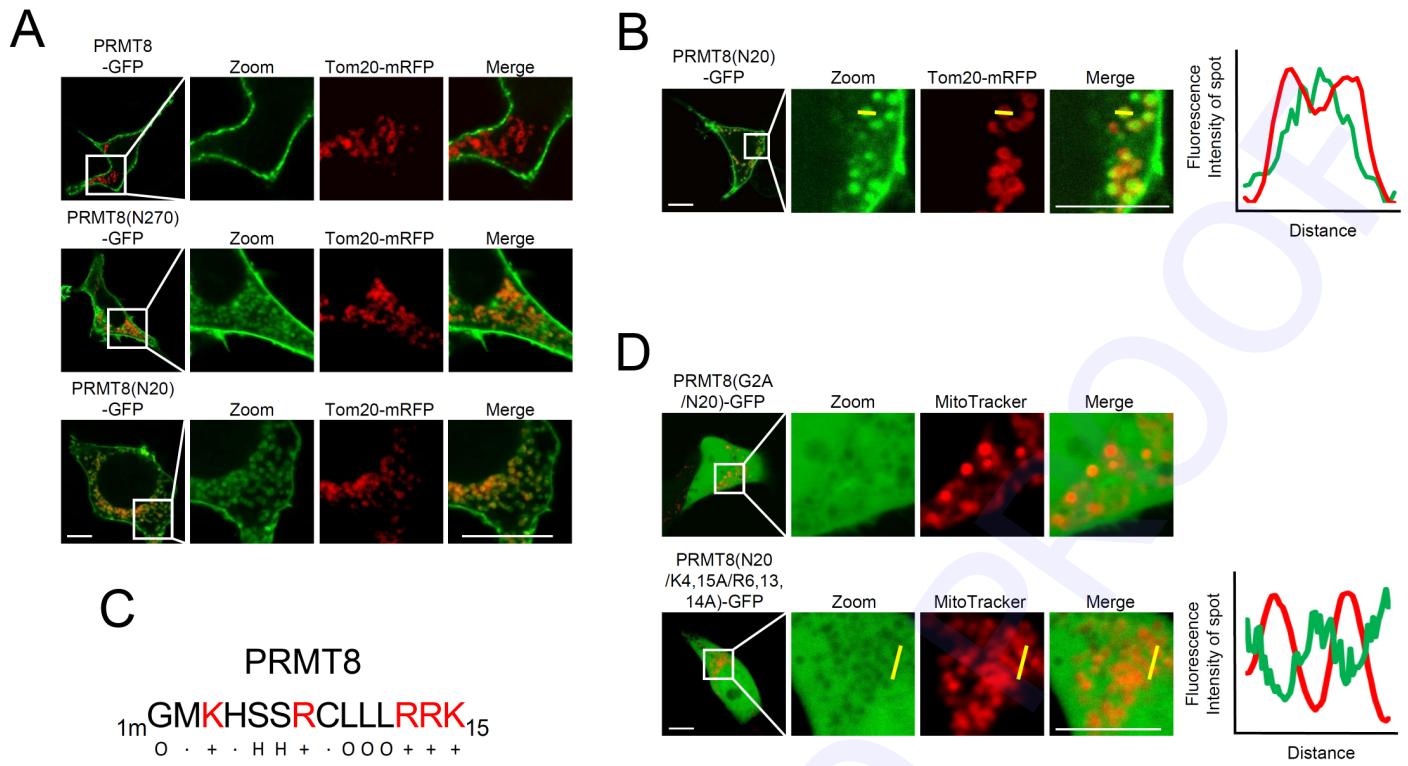 A
PRMT8
-GFP
Zoom
Tom20-mRFP
Merge
PRMT8(N270)
-GFP
Zoom
Tom20-mRFP
Merge
PRMT8(N20)
-GFP
Zoom
Tom20-mRFP
Merge
B
PRMT8(N20)
-GFP
Zoom
Tom20-mRFP
Merge
Fluorescence
Intensity of spot
Distance
C
PRMT8
1mGMKHSSRCLLLRRK15
O · + · H H + · O O O + + +
D
PRMT8(G2A
/N20)-GFP
Zoom
MitoTracker
Merge
PRMT8(N20
/K4,15A/R6,13,
14A)-GFP
Zoom
MitoTracker
Merge
Fluorescence
Intensity of spot
Distance
PROOF